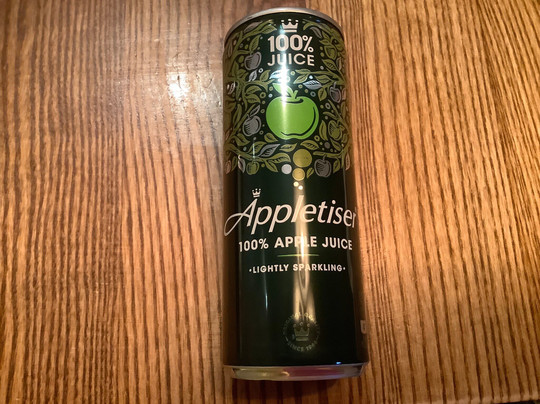 100%
JUICE
Appletiser
100% APPLE JUICE
•LIGHTLY SPARKLING•